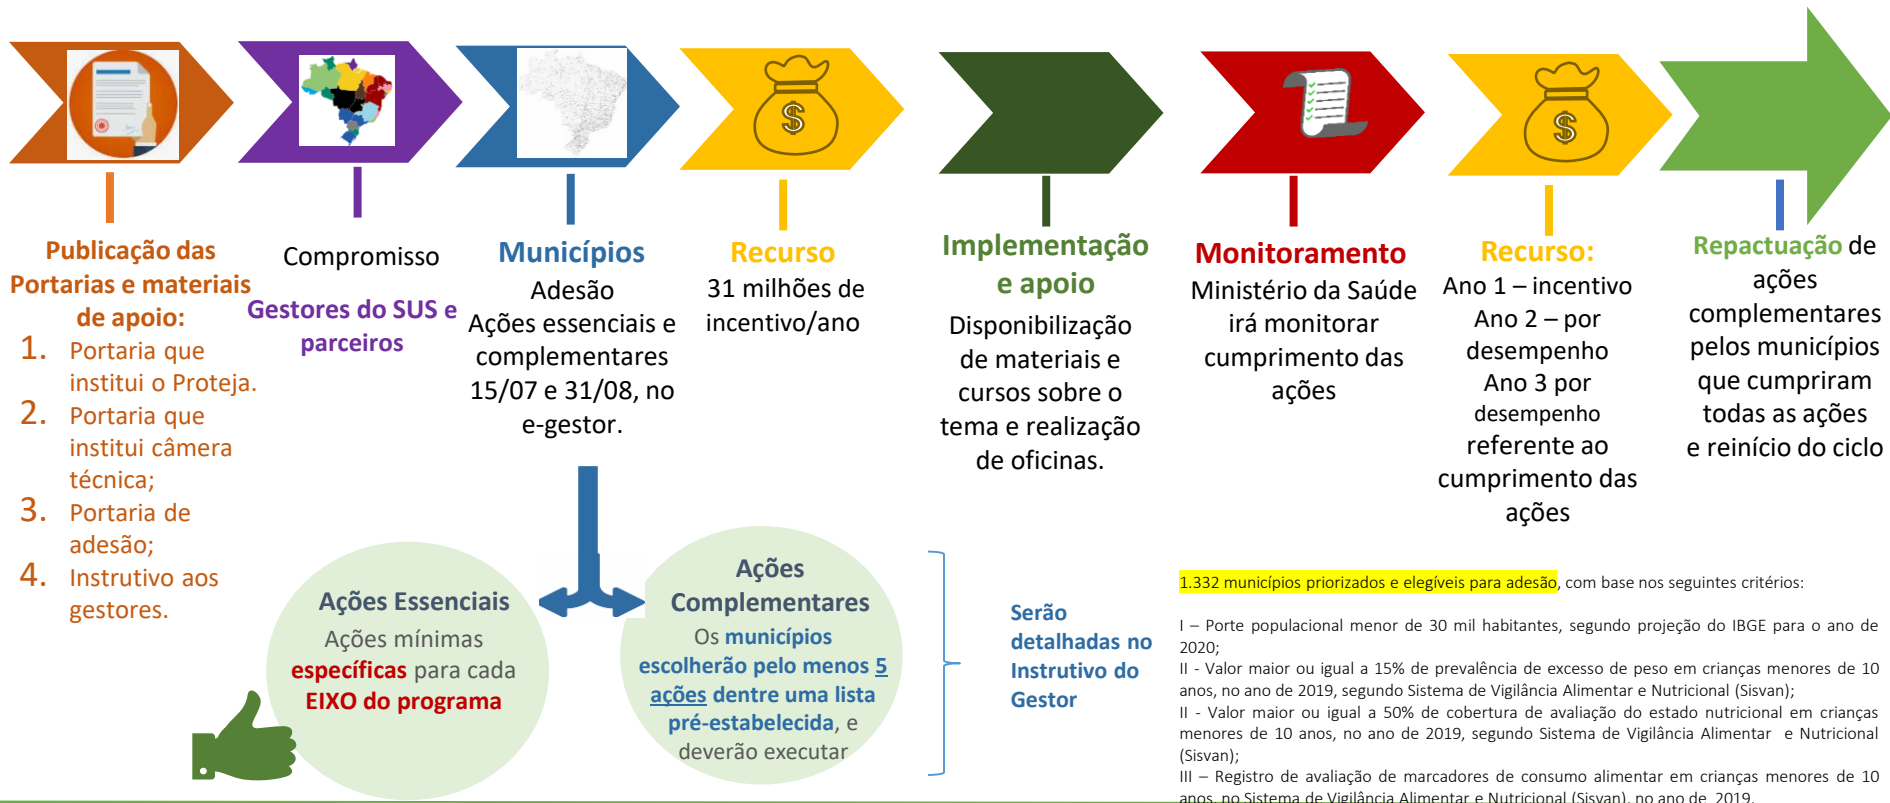 Publicação das
Portarias e materiais
de apoio:
1. Portaria que
institui o Proteja.
2. Portaria que
institui câmera
técnica;
3. Portaria de
adesão;
4. Instrutivo aos
gestores.
Compromisso
Gestores do SUS e
parceiros
Municípios
Adesão
Ações essenciais e
complementares
15/07 e 31/08, no
e-gestor.
$
Recurso
31 milhões de
incentivo/ano
Implementação
e apoio
Disponibilização
de materiais e
cursos sobre o
tema e realização
de oficinas.
Monitoramento
Ministério da Saúde
irá monitorar
cumprimento das
ações
$
Recurso:
Ano 1 – incentivo
Ano 2 – por
desempenho
Ano 3 por
desempenho
referente ao
cumprimento das
ações
Repactuação de
ações
complementares
pelos municípios
que cumpriram
todas as ações
e reinício do ciclo
Ações Essenciais
Ações mínimas
específicas para cada
EIXO do programa
Ações
Complementares
Os municípios
escolherão pelo menos 5
ações dentre uma lista
pré-estabelecida, e
deverão executar
Serão
detalhadas no
Instrutivo do
Gestor
1.332 municípios priorizados e elegíveis para adesão, com base nos seguintes critérios:
I – Porte populacional menor de 30 mil habitantes, segundo projeção do IBGE para o ano de
2020;
II - Valor maior ou igual a 15% de prevalência de excesso de peso em crianças menores de 10
anos, no ano de 2019, segundo Sistema de Vigilância Alimentar e Nutricional (Sisvan);
II - Valor maior ou igual a 50% de cobertura de avaliação do estado nutricional em crianças
menores de 10 anos, no ano de 2019, segundo Sistema de Vigilância Alimentar e Nutricional
(Sisvan);
III – Registro de avaliação de marcadores de consumo alimentar em crianças menores de 10
anos, no Sistema de Vigilância Alimentar e Nutricional (Sisvan), no ano de 2019.